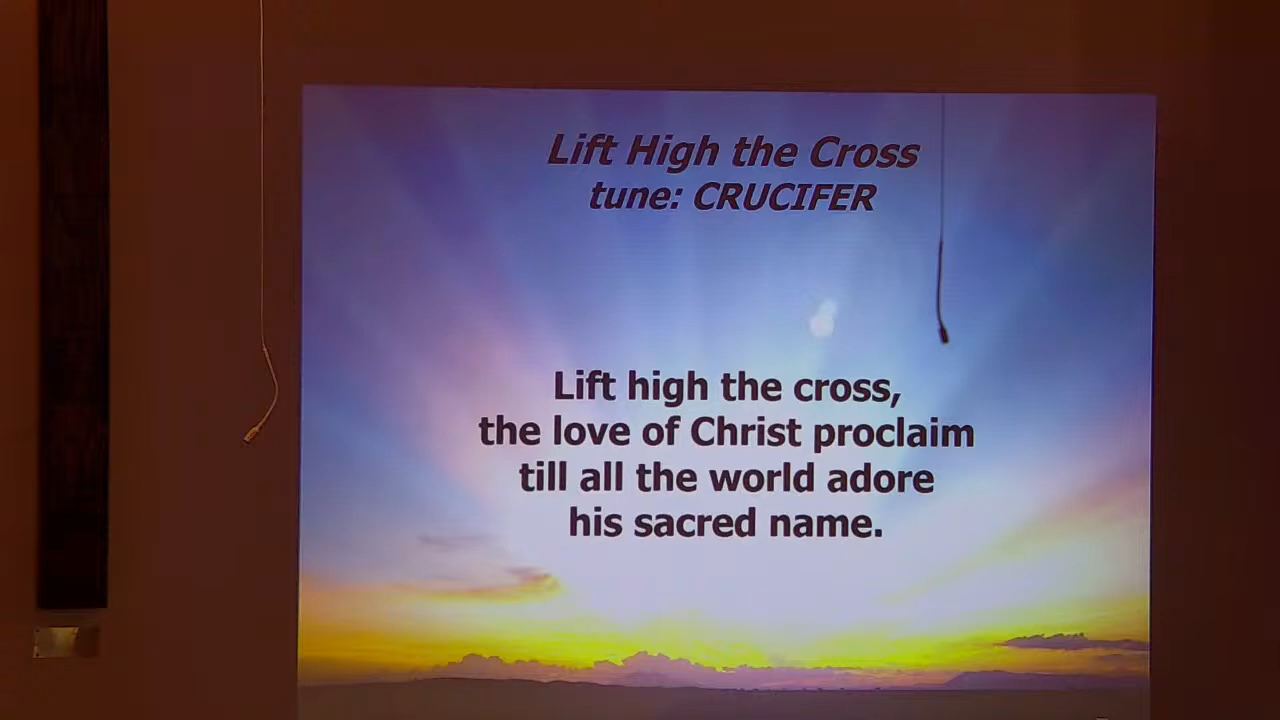 Lift High the Cross
tune: CRUCIFER
Lift high the cross,
the love of Christ proclaim
till all the world adore
his sacred name.